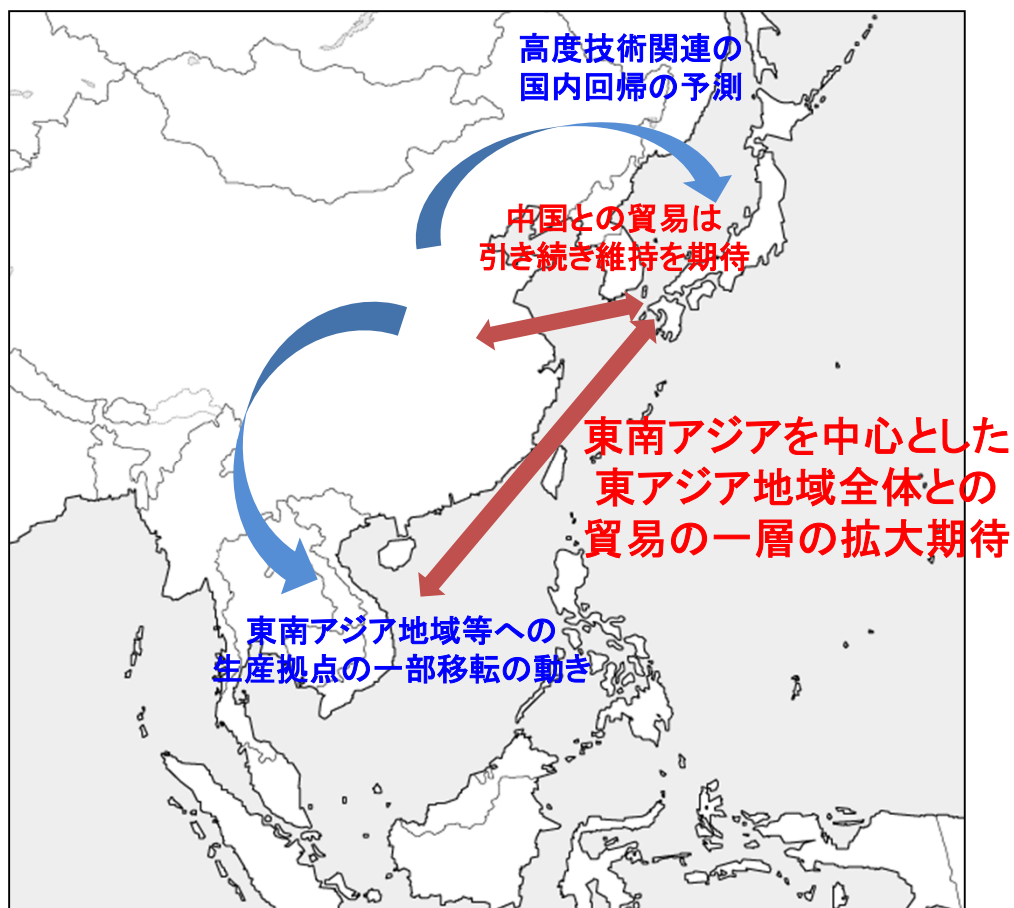 高度技術関連の
国内回帰の予測
中国との貿易は
引き続き維持を期待
東南アジアを中心とした
東アジア地域全体との
貿易の一層の拡大期待
東南アジア地域等への
生産拠点の一部移転の動き